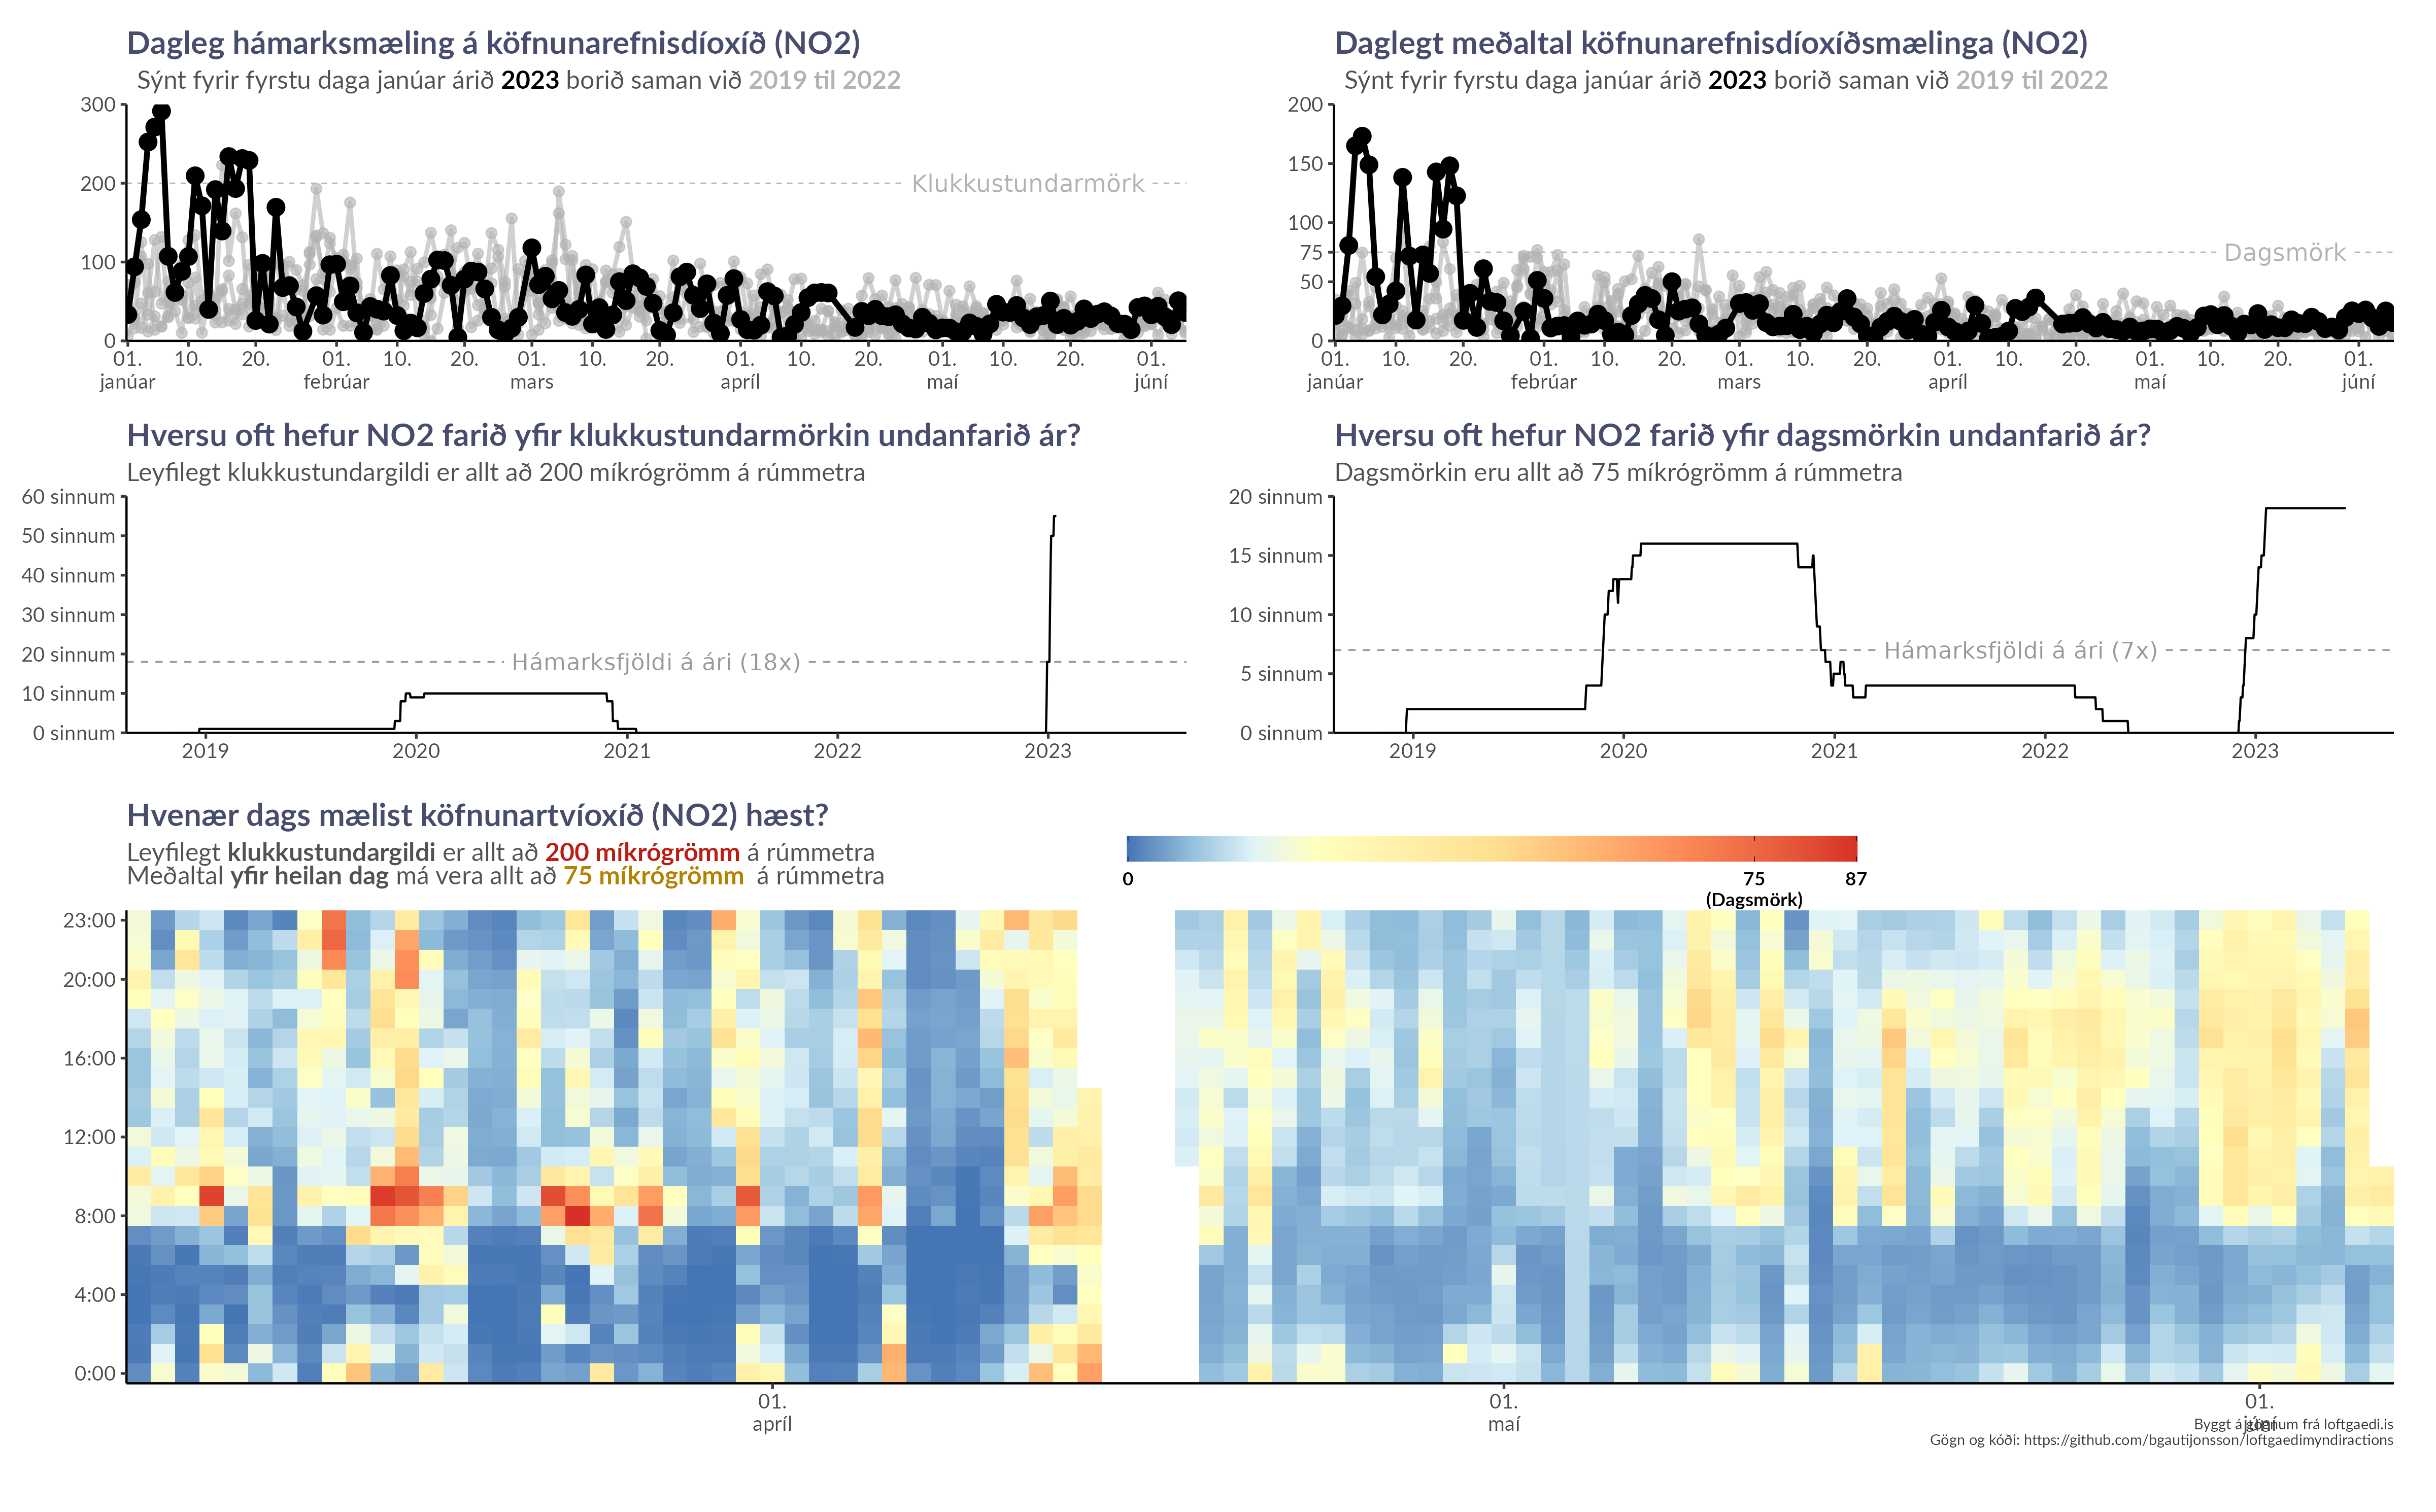 Dagleg hámarksmæling á köfnunarefnisdíoxíð (NO2)
Sýnt fyrir fyrstu daga janúar árið 2023 borið saman við 2019 til 2022
300
200
100
0
Klukkustundarmörk
01. 10. 20. 01. 10. 20. 01. 10. 20. 01. 10. 20. 01. 10. 20. 01.
janúar febrúar mars apríl maí júní
Daglegt meðaltal köfnunarefnisdíoxíðsmælinga (NO2)
Sýnt fyrir fyrstu daga janúar árið 2023 borið saman við 2019 til 2022
200
150
100
75
50
0
Dagsmörk
01. 10. 20. 01. 10. 20. 01. 10. 20. 01. 10. 20. 01. 10. 20. 01.
janúar febrúar mars apríl maí júní
Hversu oft hefur NO2 farið yfir klukkustundarmörkin undanfarið ár?
Leyfilegt klukkustundargildi er allt að 200 míkrógrömm á rúmmetra
60 sinnum
50 sinnum
40 sinnum
30 sinnum
20 sinnum
10 sinnum
0 sinnum
Hámarksfjöldi á ári (18x)
2019 2020 2021 2022 2023
Hversu oft hefur NO2 farið yfir dagsmörkin undanfarið ár?
Dagsmörkin eru allt að 75 míkrógrömm á rúmmetra
20 sinnum
15 sinnum
10 sinnum
5 sinnum
0 sinnum
Hámarksfjöldi á ári (7x)
2019 2020 2021 2022 2023
Hvenær dags mælist köfnunartvíoxíð (NO2) hæst?
Leyfilegt klukkustundargildi er allt að 200 míkrógrömm á rúmmetra
Meðaltal yfir heilan dag má vera allt að 75 míkrógrömm á rúmmetra
0 75 87
(Dagsmörk)
23:00
20:00
16:00
12:00
8:00
4:00
0:00
01. 01. 01.
apríl maí júní
Byggt á gögnum frá loftgaedi.is
Gögn og kóði: https://github.com/bgautijonsson/loftgaedimyndiractions